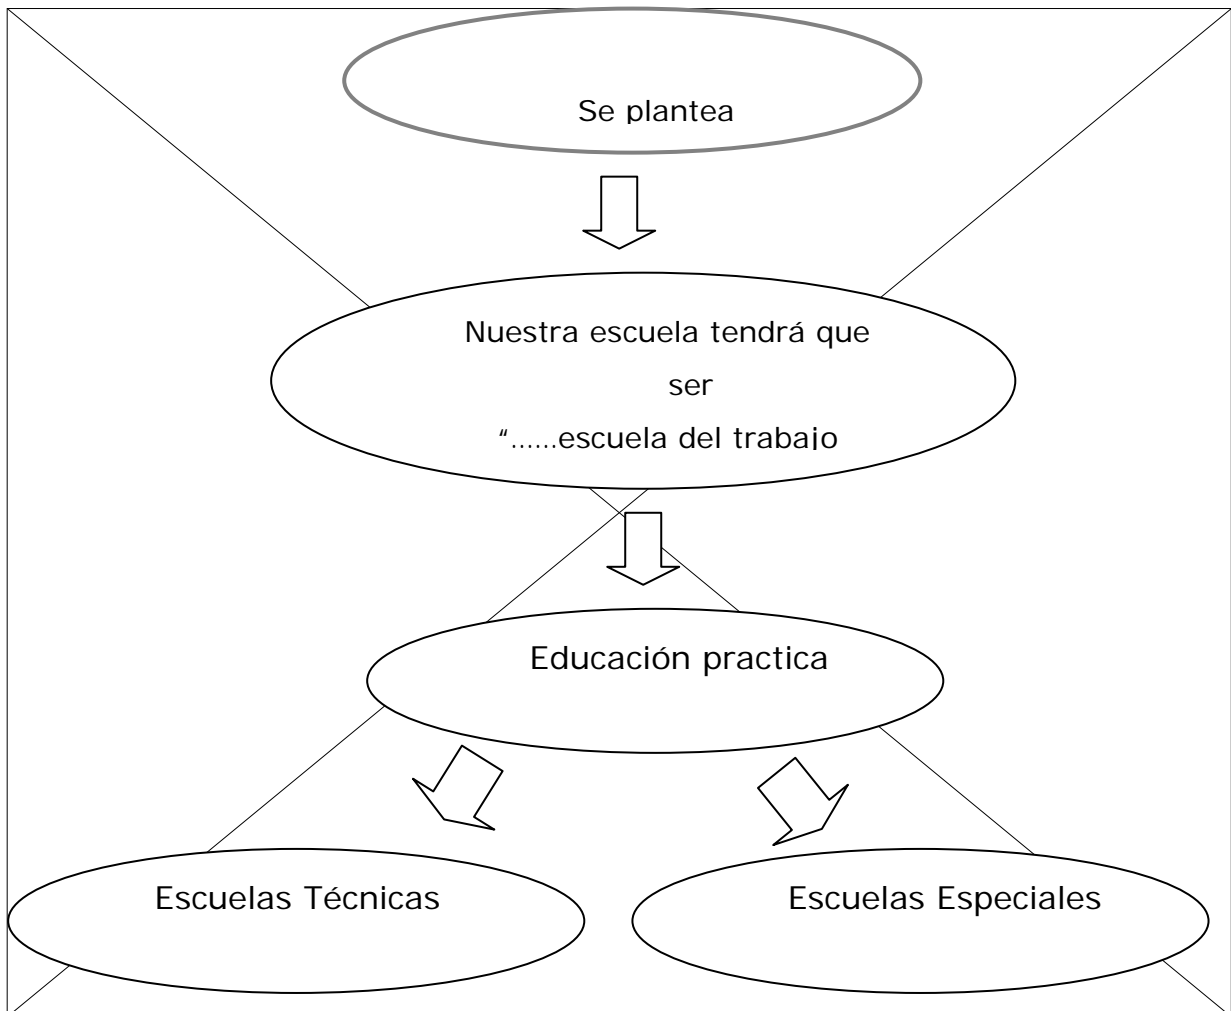 Se plantea
Nuestra escuela tendrá que
ser
“......escuela del trabajo
Educación practica
Escuelas Técnicas
Escuelas Especiales